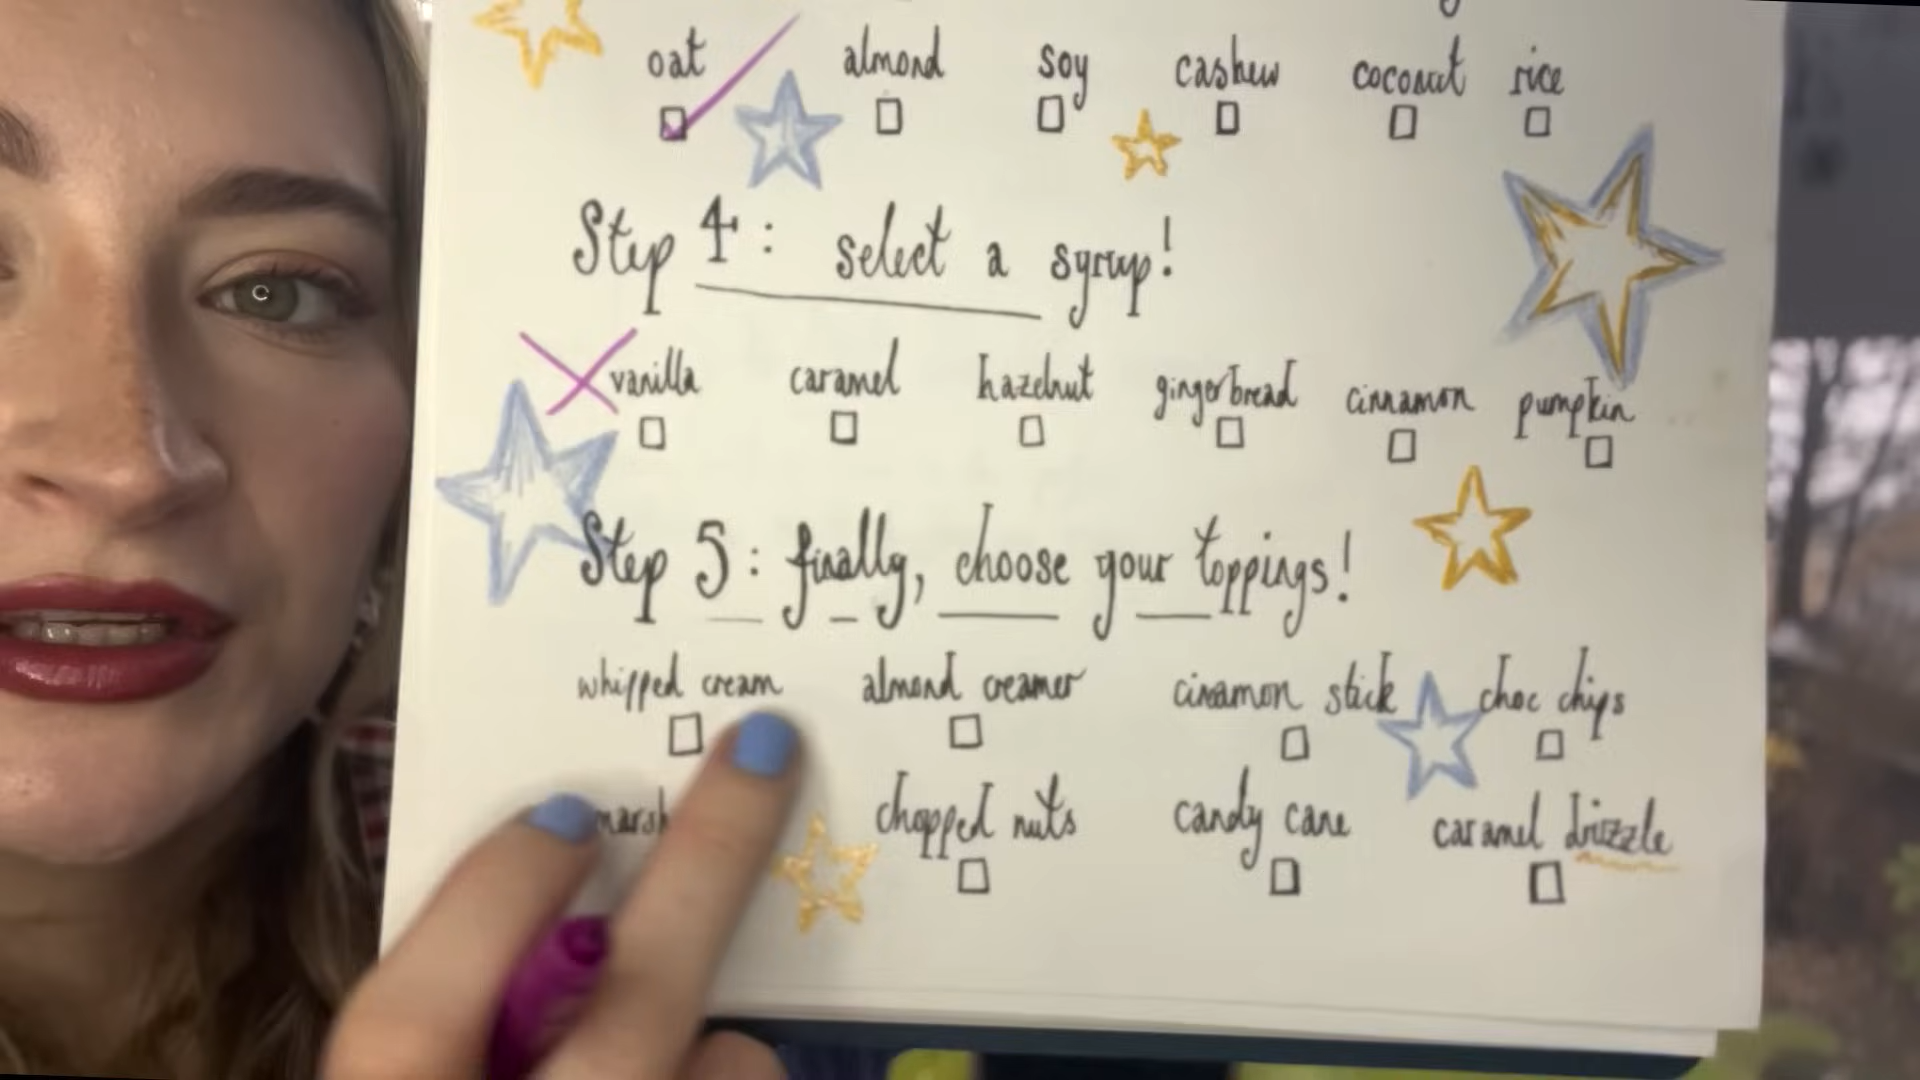 oat almond soy cashew coconut rice
Step 4: select a syrup!
vanilla caramel hazelnut gingerbread cinnamon pumpkin
Step 5: finally, choose your toppings!
whipped cream almond creamer cinnamon stick choc chips
chopped nuts candy cane caramel drizzle